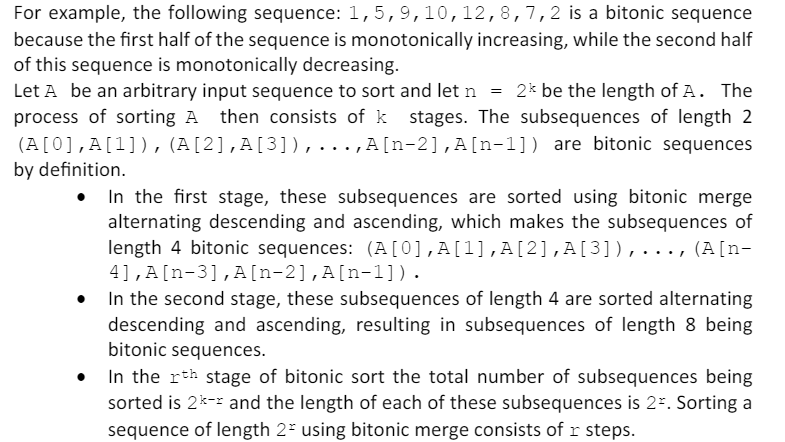 For example, the following sequence: 1,5,9,10,12,8,7,2 is a bitonic sequence
because the first half of the sequence is monotonically increasing, while the second half
of this sequence is monotonically decreasing.
Let A be an arbitrary input sequence to sort and let n = 2ᵏ be the length of A. The
process of sorting A then consists of k stages. The subsequences of length 2
(A[0],A[1]),(A[2],A[3]),...,A[n-2],A[n-1]) are bitonic sequences
by definition.
• In the first stage, these subsequences are sorted using bitonic merge
alternating descending and ascending, which makes the subsequences of
length 4 bitonic sequences: (A[0],A[1],A[2],A[3]),...,(A[n-
4],A[n-3],A[n-2],A[n-1]).
• In the second stage, these subsequences of length 4 are sorted alternating
descending and ascending, resulting in subsequences of length 8 being
bitonic sequences.
• In the rᵗʰ stage of bitonic sort the total number of subsequences being
sorted is 2ᵏ⁻ʳ and the length of each of these subsequences is 2ʳ. Sorting a
sequence of length 2ʳ using bitonic merge consists of r steps.